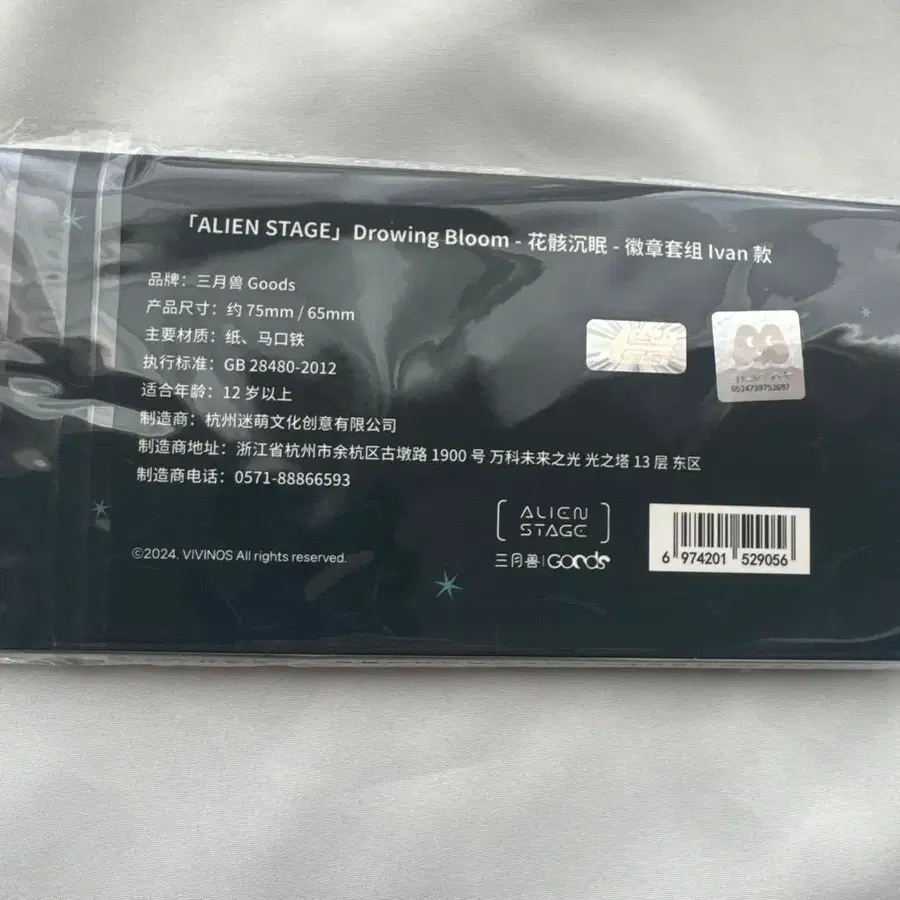 「ALIEN STAGE」Drowing Bloom - 花骸沉眠 - 徽章套组 Ivan 款
品牌：三月兽 Goods
产品尺寸：约 75mm / 65mm
主要材质：纸、马口铁
执行标准：GB 28480-2012
适合年龄：12 岁以上
制造商：杭州迷萌文化创意有限公司
制造商地址：浙江省杭州市余杭区古墩路 1900 号 万科未来之光 光之塔 13 层 东区
制造商电话：0571-88866593
ALIEN
STAGE
三月兽 | Goods
©2024. VIVINOS All rights reserved.
6 974201 529056